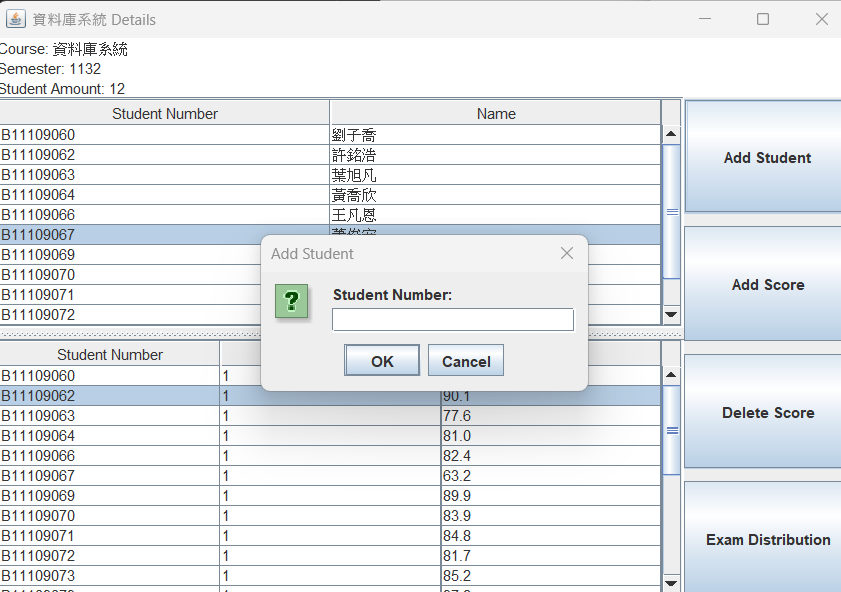 資料庫系統 Details
Course: 資料庫系統
Semester: 1132
Student Amount: 12
Student Number Name
B11109060 劉子喬
B11109062 許銘浩
B11109063 葉旭凡
B11109064 黃喬欣
B11109066 王凡恩
B11109067
B11109069
B11109070
B11109071
B11109072
Add Student
Student Number:
OK Cancel
Student Number
B11109060 1
B11109062 1 90.1
B11109063 1 77.6
B11109064 1 81.0
B11109066 1 82.4
B11109067 1 63.2
B11109069 1 89.9
B11109070 1 83.9
B11109071 1 84.8
B11109072 1 81.7
B11109073 1 85.2
Add Student
Add Score
Delete Score
Exam Distribution